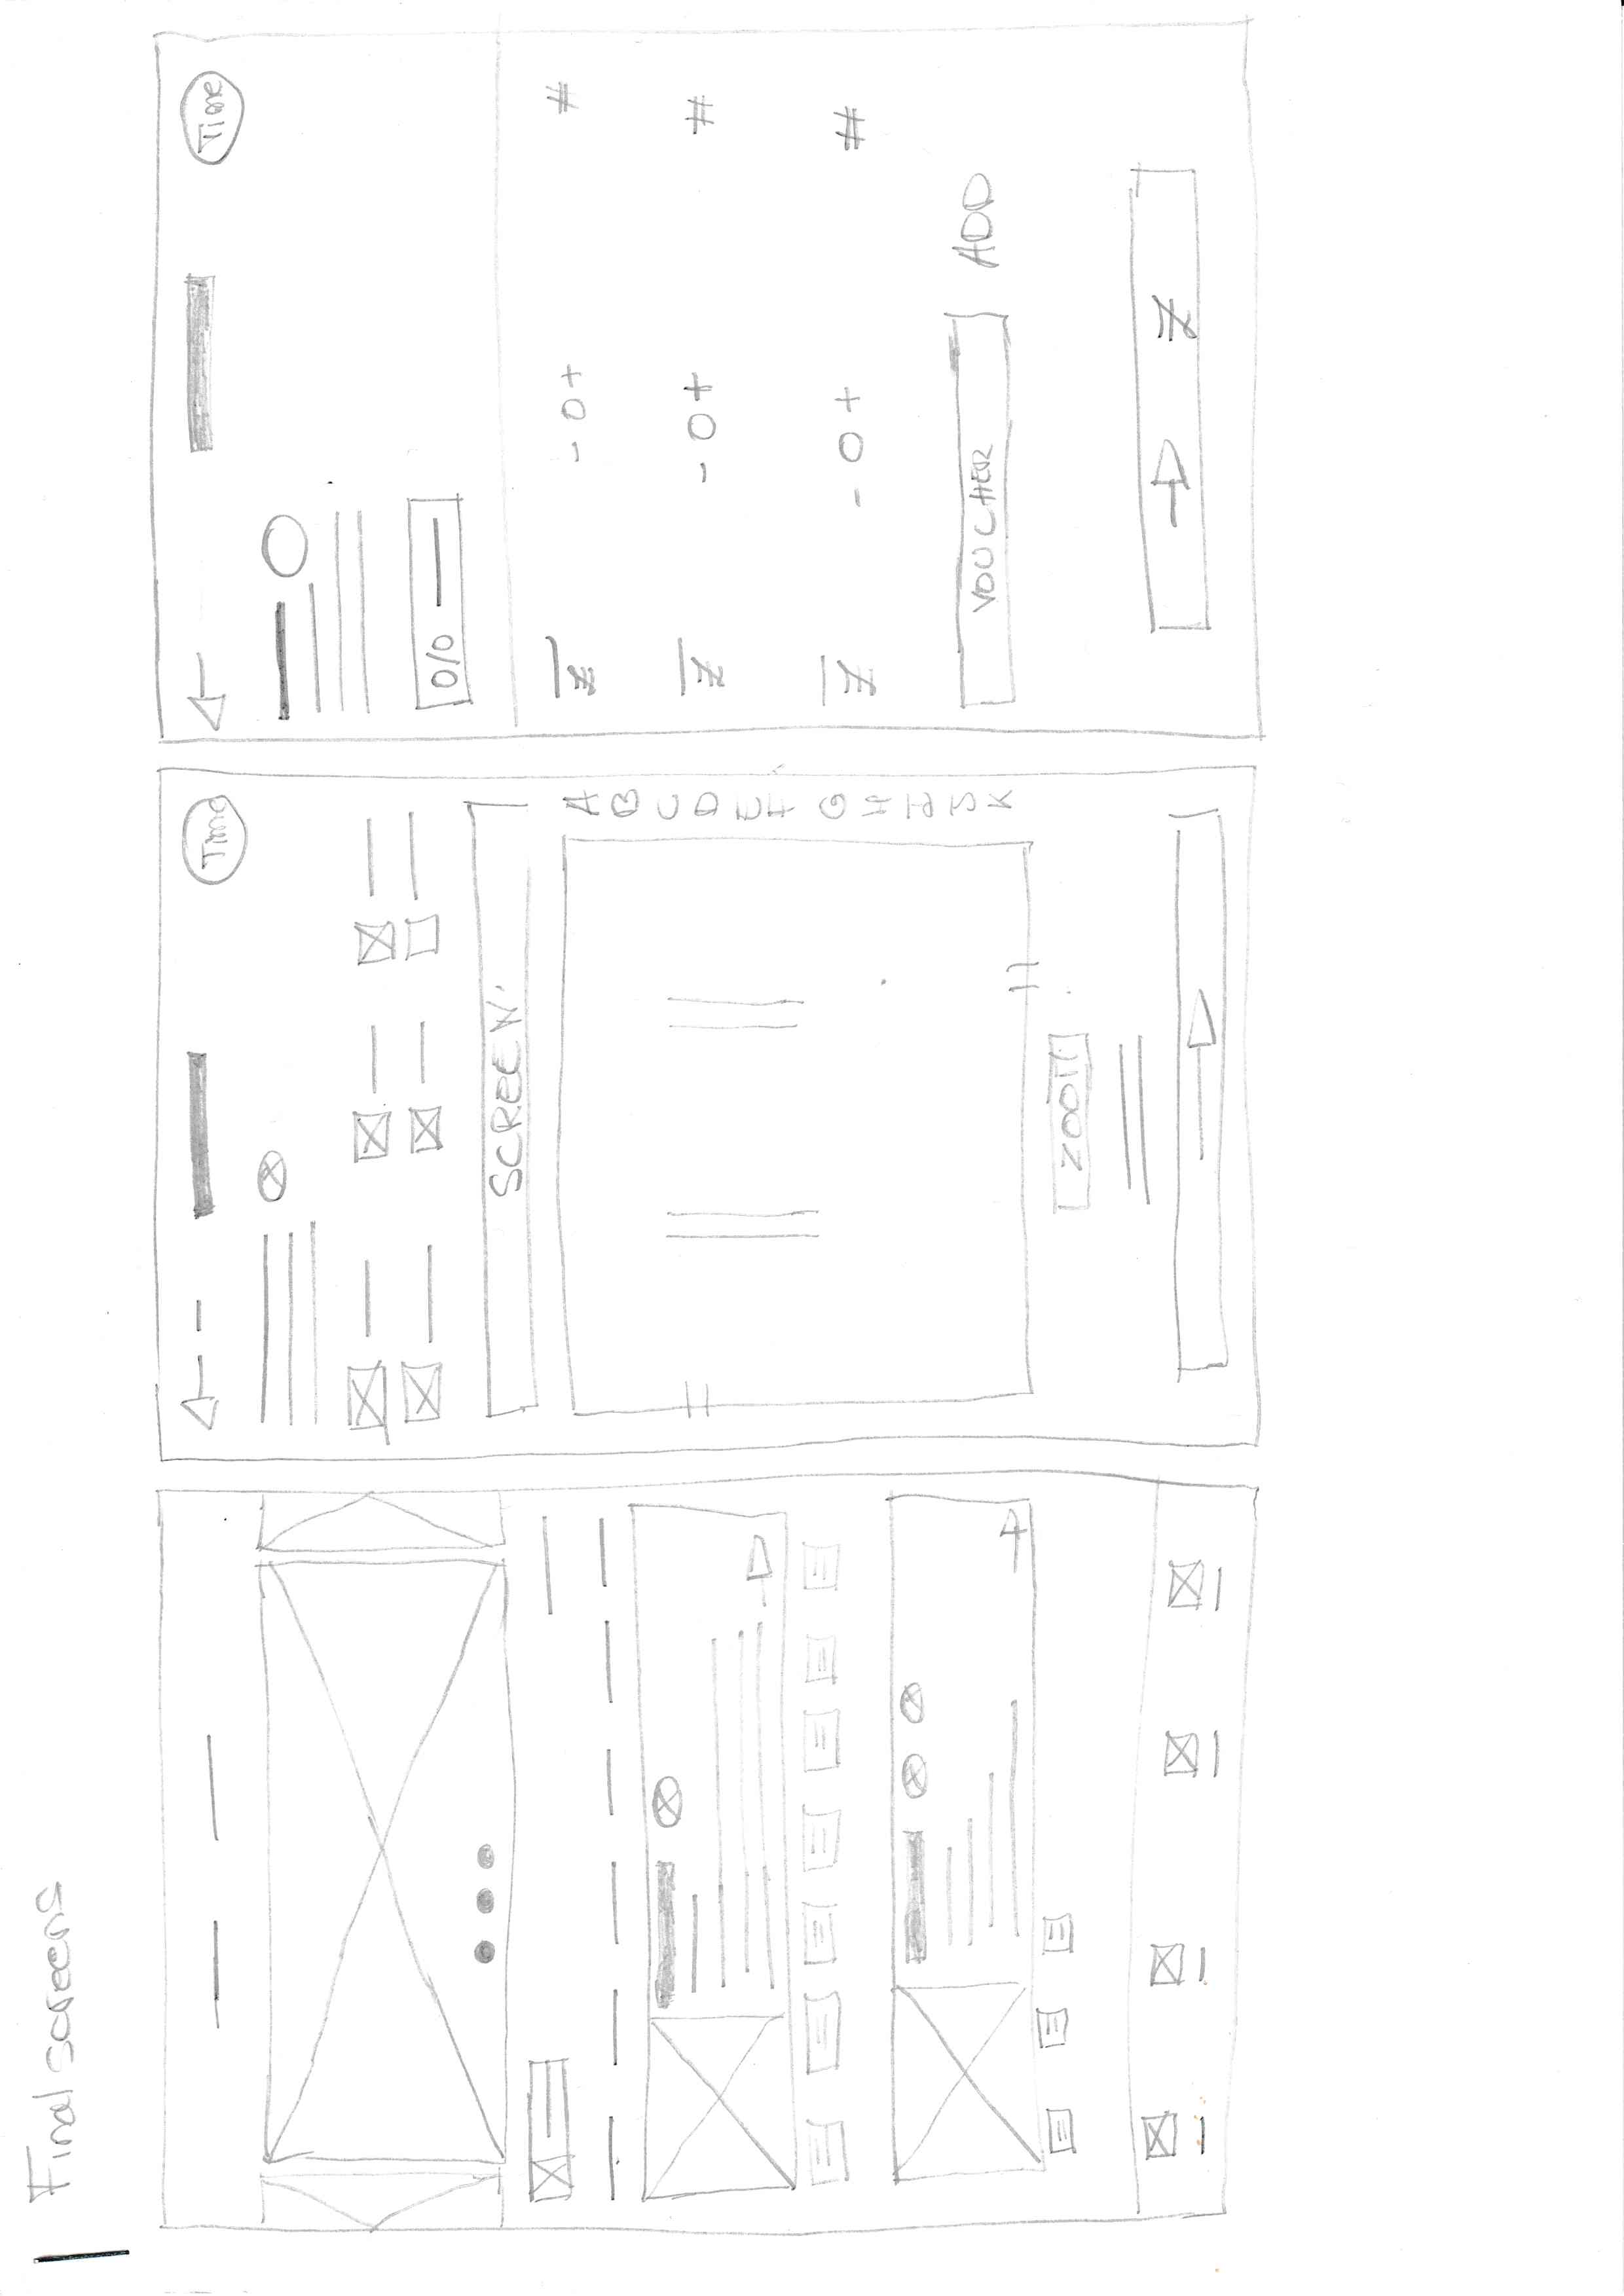 Final screens
Time
SCREEN
A
B
C
D
E
F
G
H
I
J
K
ZOOM
Time
0/0
- 0 + #
- 0 + #
- 0 + #
VOUCHER ADD